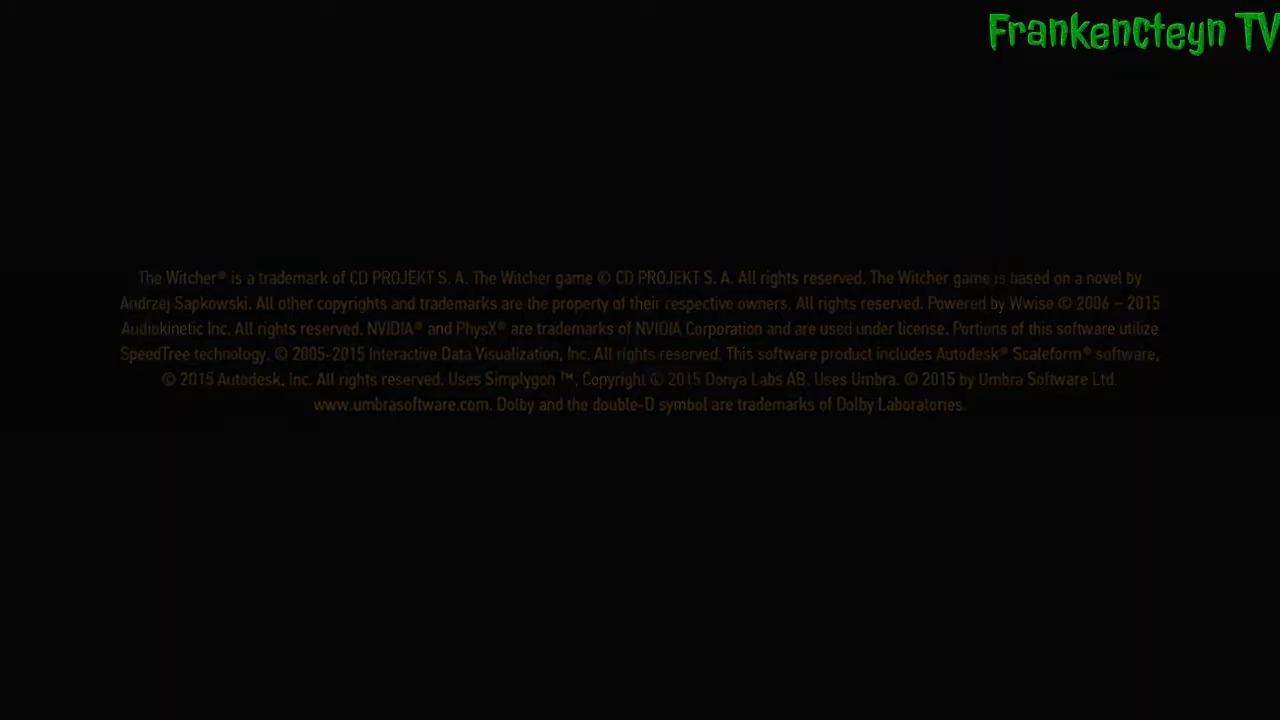 FrankenCteyn TV
The Witcher® is a trademark of CD PROJEKT S. A. The Witcher game © CD PROJEKT S. A. All rights reserved. The Witcher game is based on a novel by
Andrzej Sapkowski. All other copyrights and trademarks are the property of their respective owners. All rights reserved. Powered by Wwise © 2006 – 2015
Audiokinetic Inc. All rights reserved. NVIDIA® and PhysX® are trademarks of NVIDIA Corporation and are used under license. Portions of this software utilize
SpeedTree technology. © 2005-2015 Interactive Data Visualization, Inc. All rights reserved. This software product includes Autodesk® Scaleform® software,
© 2015 Autodesk, Inc. All rights reserved. Uses Simplygon ™, Copyright © 2015 Donya Labs AB. Uses Umbra. © 2015 by Umbra Software Ltd.
www.umbrasoftware.com. Dolby and the double-D symbol are trademarks of Dolby Laboratories.